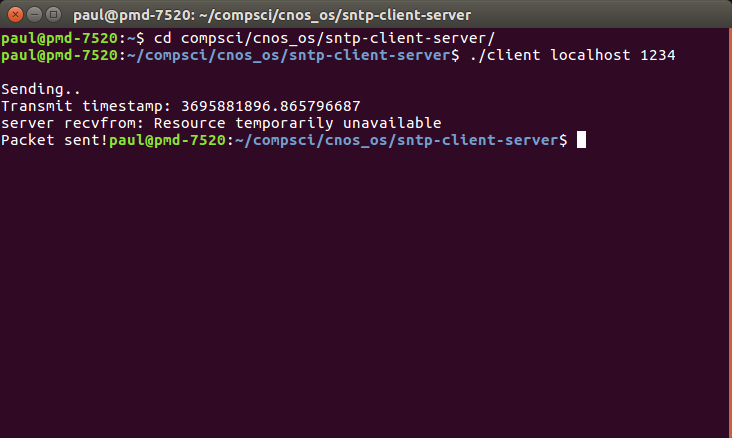 paul@pmd-7520: ~/compsci/cnos_os/sntp-client-server
paul@pmd-7520:~$ cd compsci/cnos_os/sntp-client-server/
paul@pmd-7520:~/compsci/cnos_os/sntp-client-server$ ./client localhost 1234
Sending..
Transmit timestamp: 3695881896.865796687
server recvfrom: Resource temporarily unavailable
Packet sent!paul@pmd-7520:~/compsci/cnos_os/sntp-client-server$